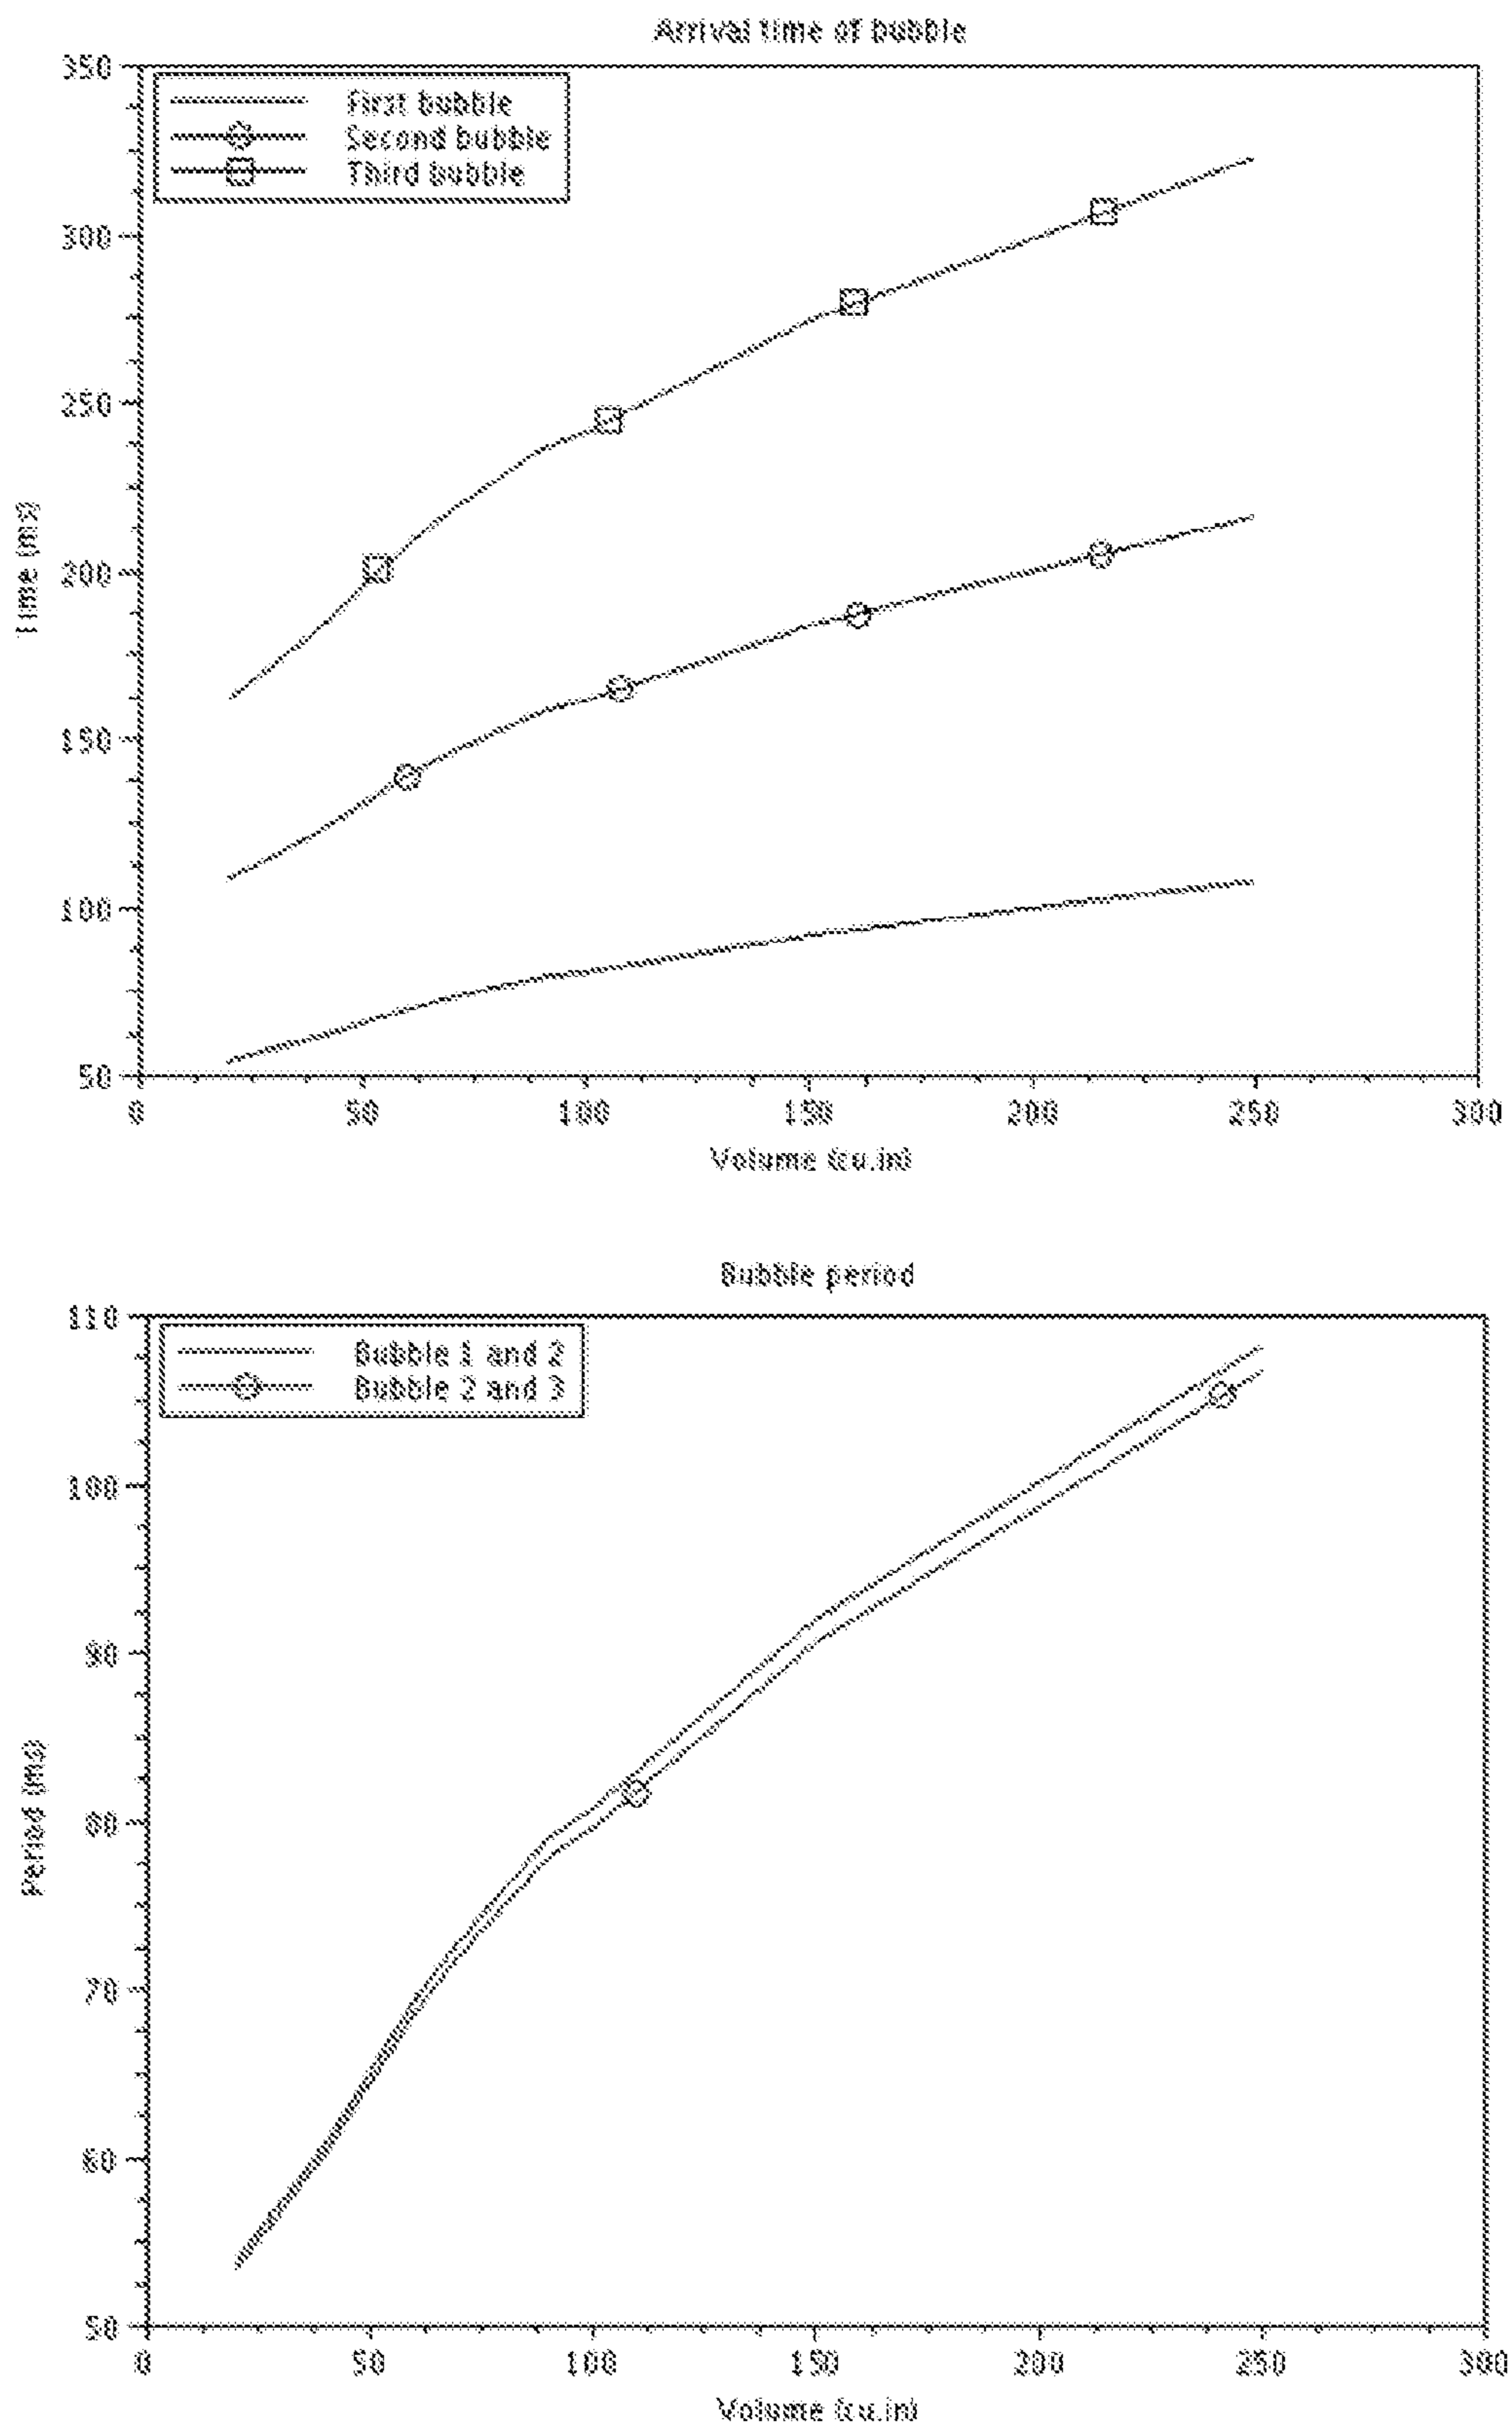 Arrival time of bubble
350
First bubble
Second bubble
Third bubble
300
250
200
150
100
50
Time (ms)
0 50 100 150 200 250 300
Volume (cu.in)
Bubble period
110
Bubble 1 and 2
Bubble 2 and 3
100
90
80
70
60
50
Period (ms)
0 50 100 150 200 250 300
Volume (cu.in)